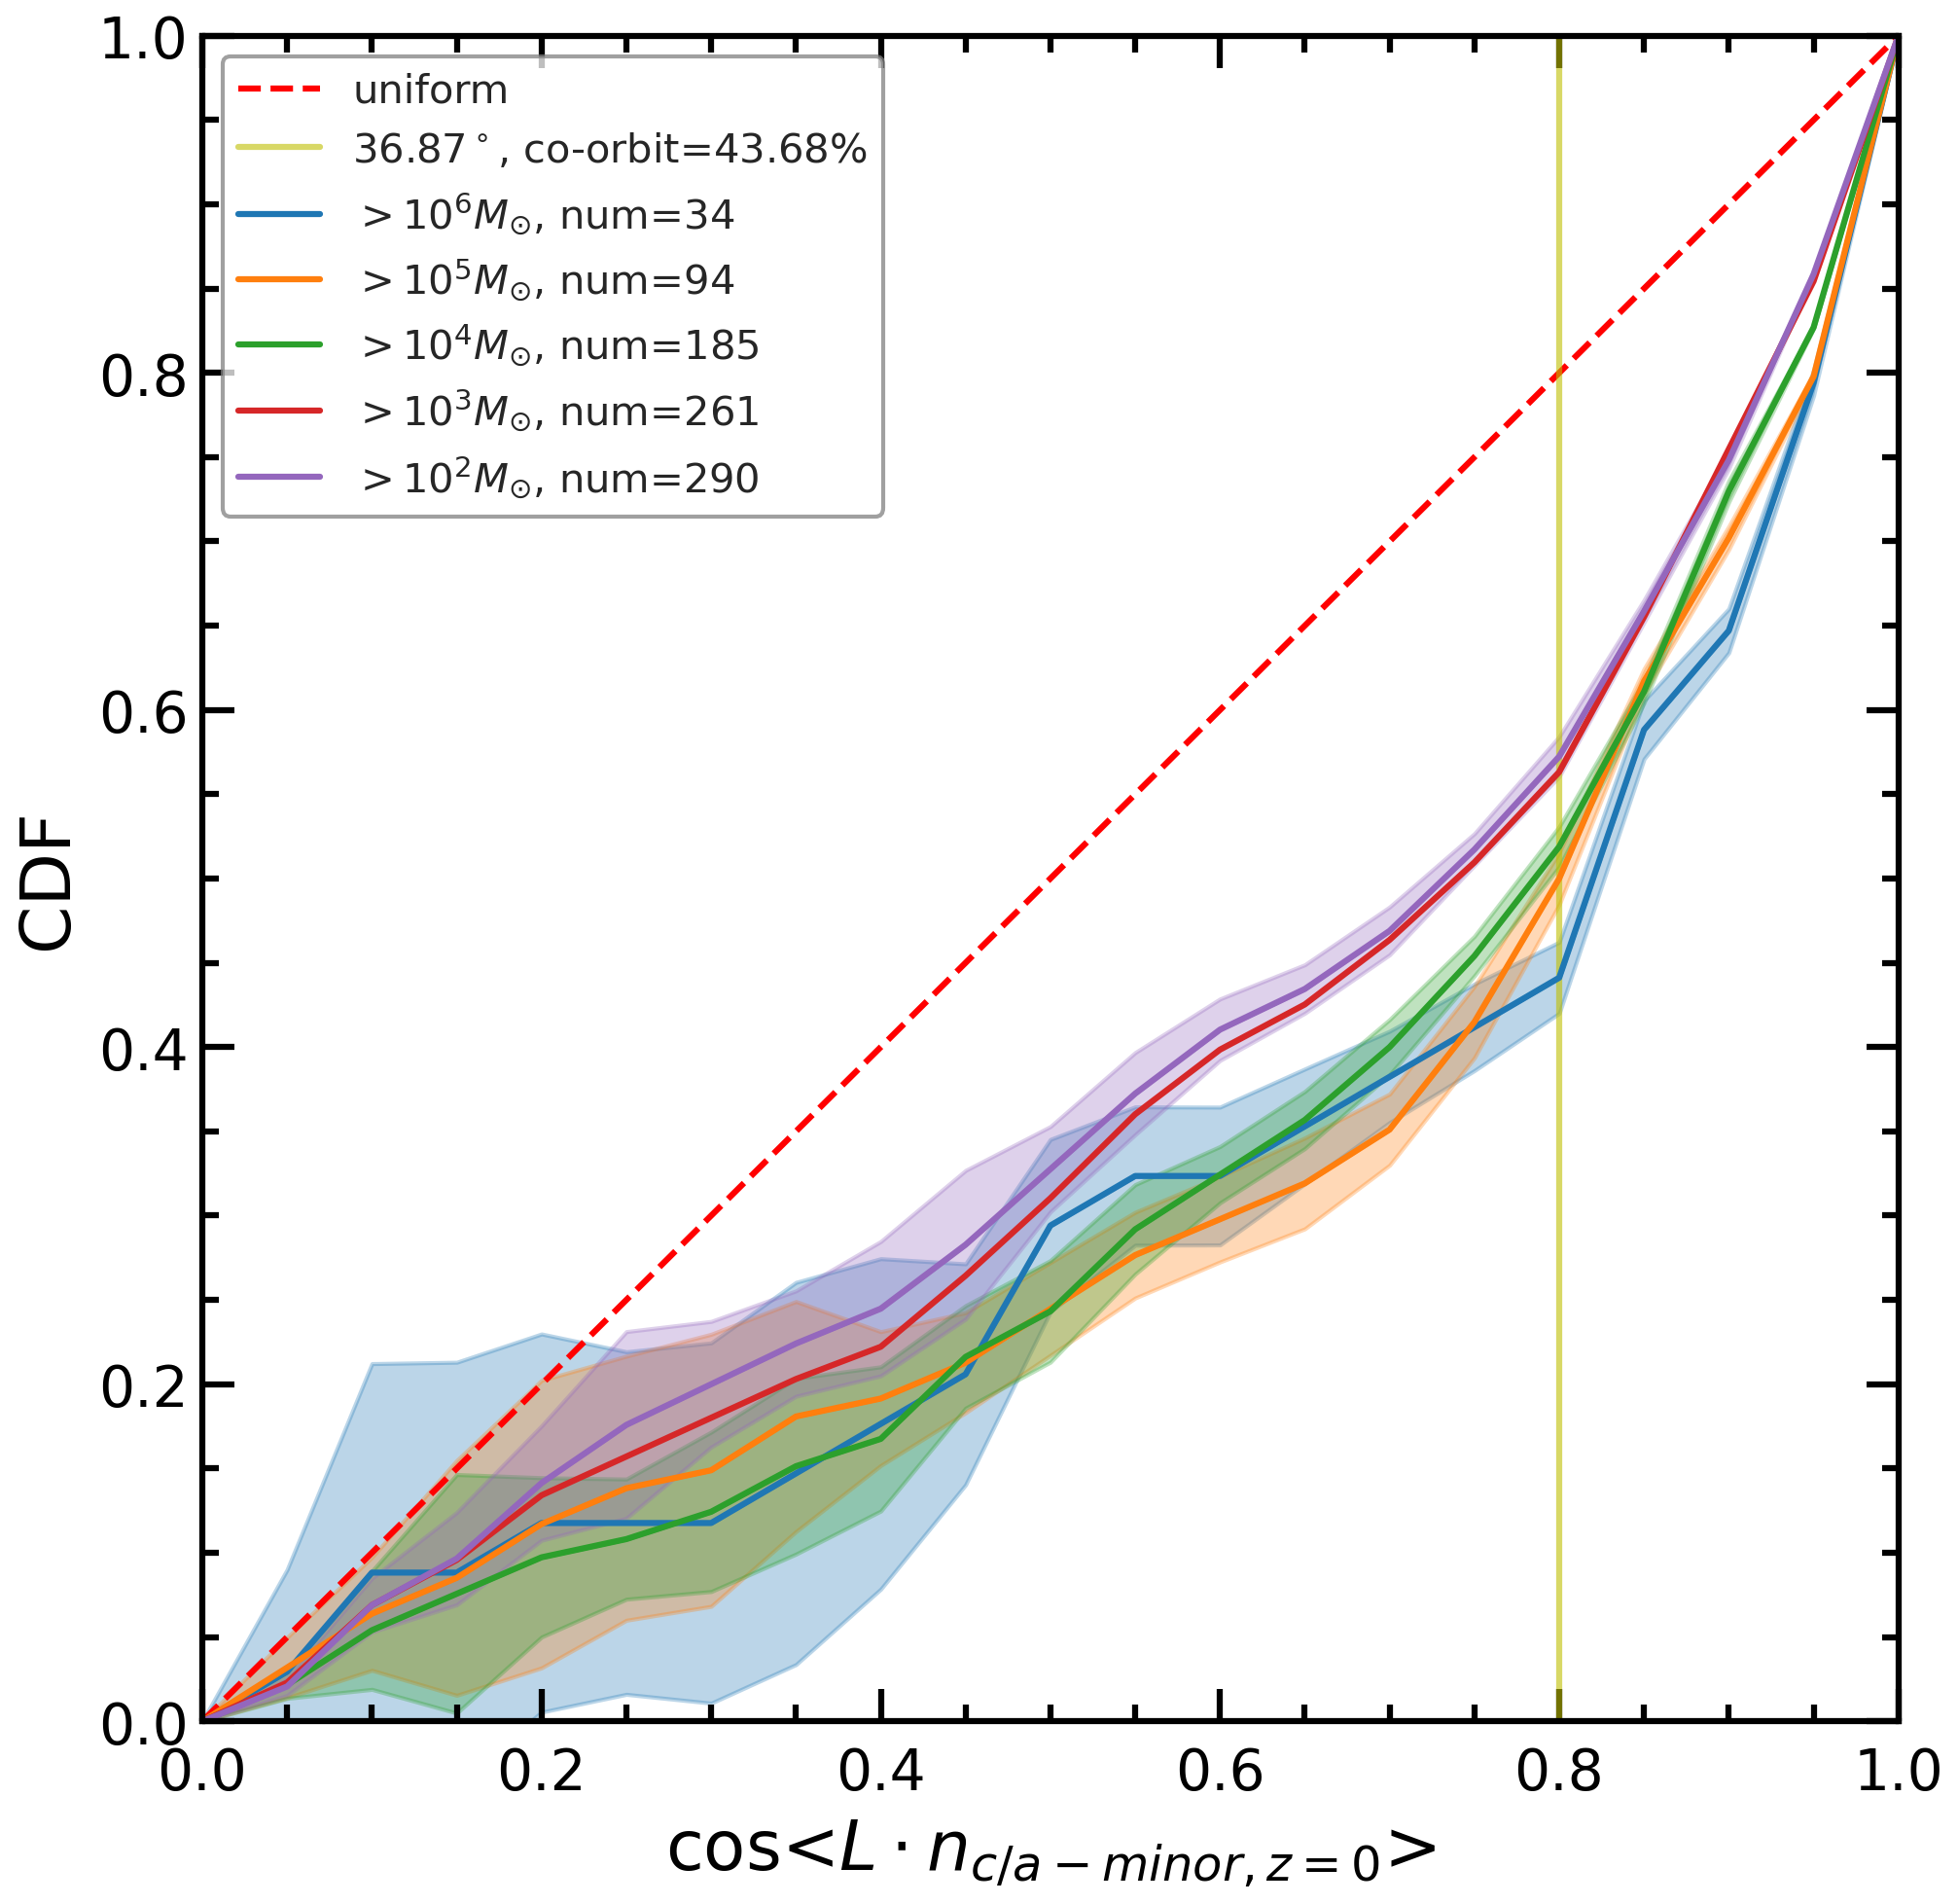 1.0
0.8
0.6
0.4
0.2
0.0
CDF
uniform
36.87°, co-orbit=43.68%
> 10⁶M⊙, num=34
> 10⁵M⊙, num=94
> 10⁴M⊙, num=185
> 10³M⊙, num=261
> 10²M⊙, num=290
0.0 0.2 0.4 0.6 0.8 1.0
cos<L · n_{c/a − minor, z = 0}>